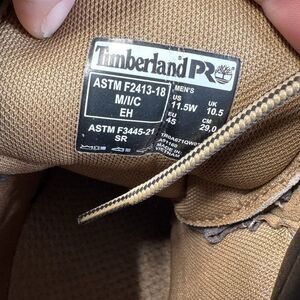 Timberland PRO
ASTM F2413-18
M/I/C
EH
ASTM F3445-21
SR
MEN'S
US
11.5W
UK
10.5
EU
45
CM
29.0
MADE IN
VIETNAM